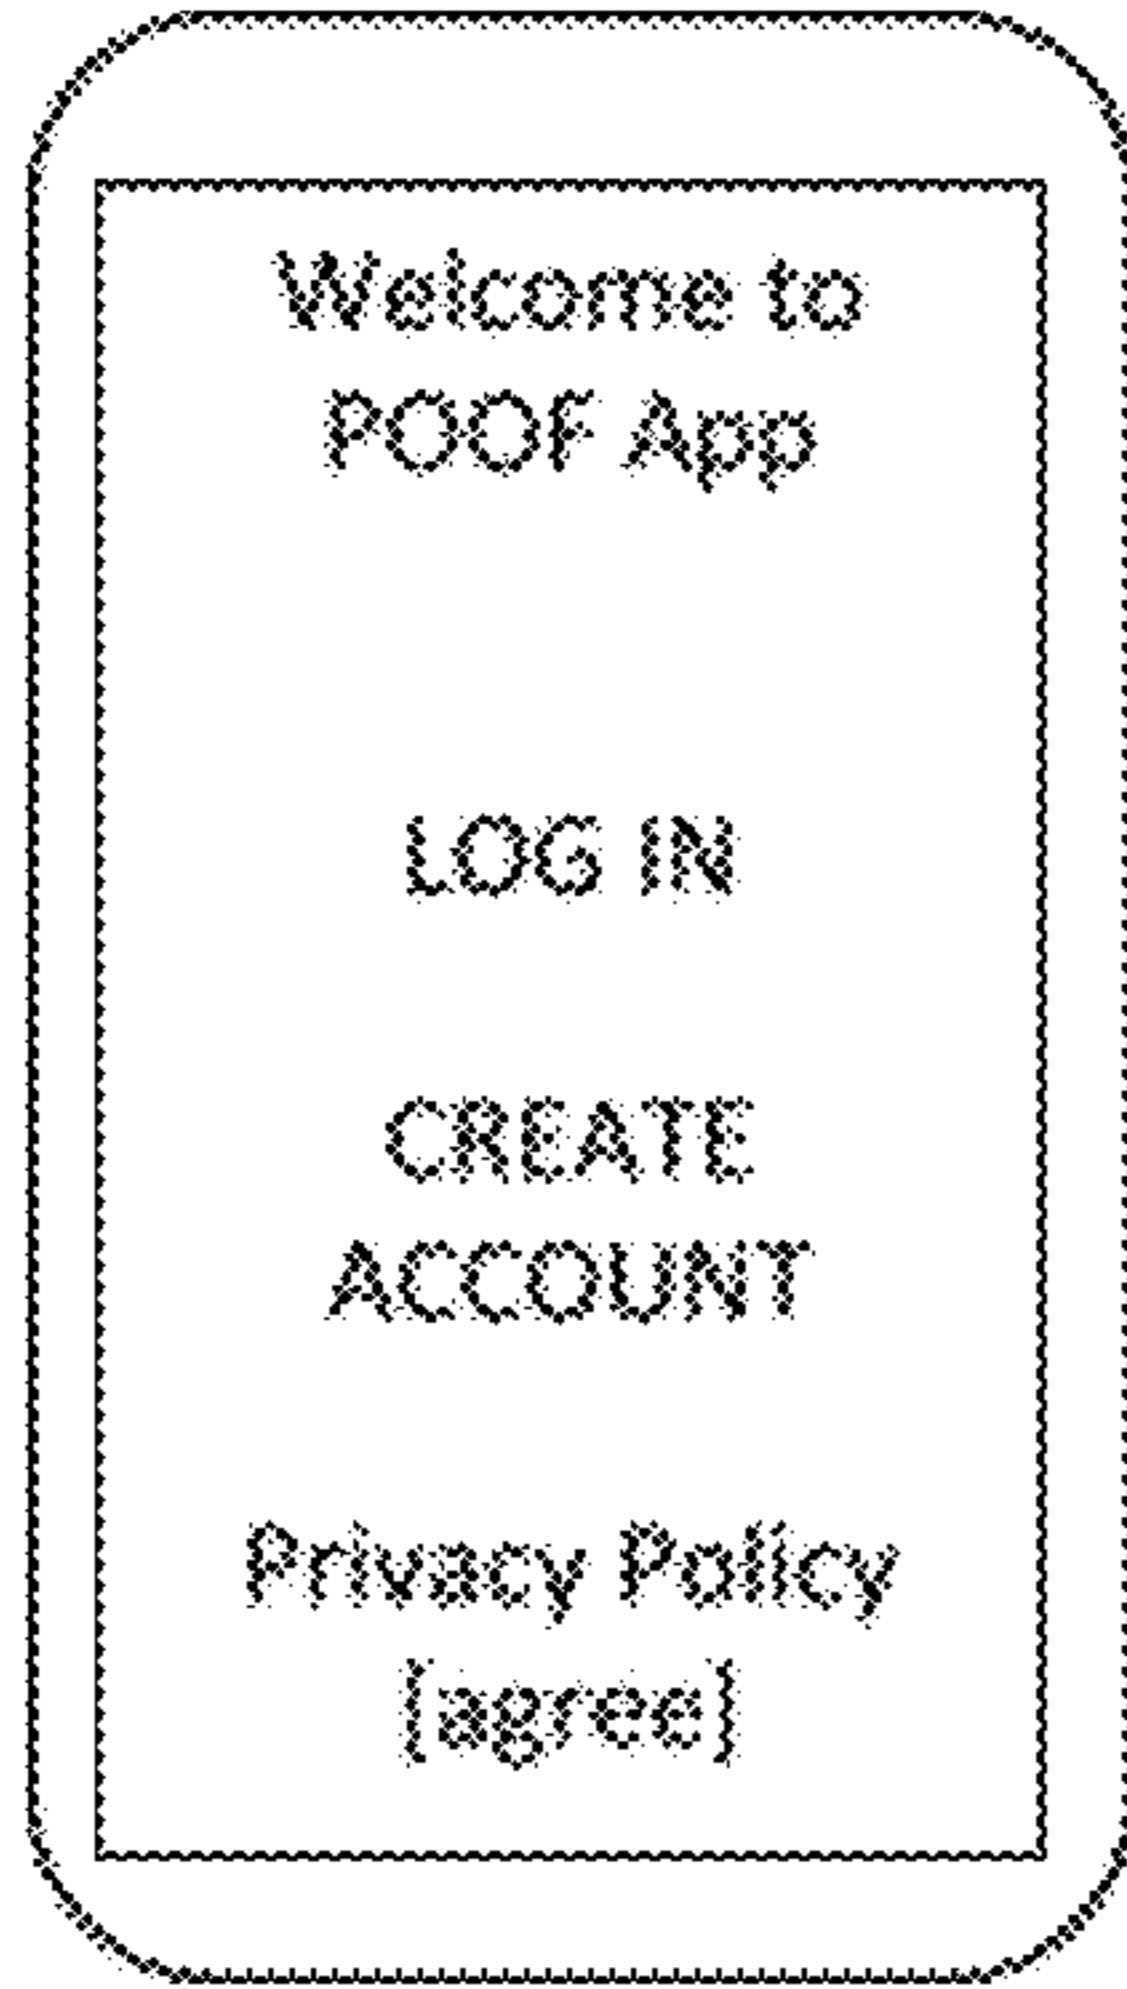 Welcome to
POOF App
LOG IN
CREATE
ACCOUNT
Privacy Policy
[agree]